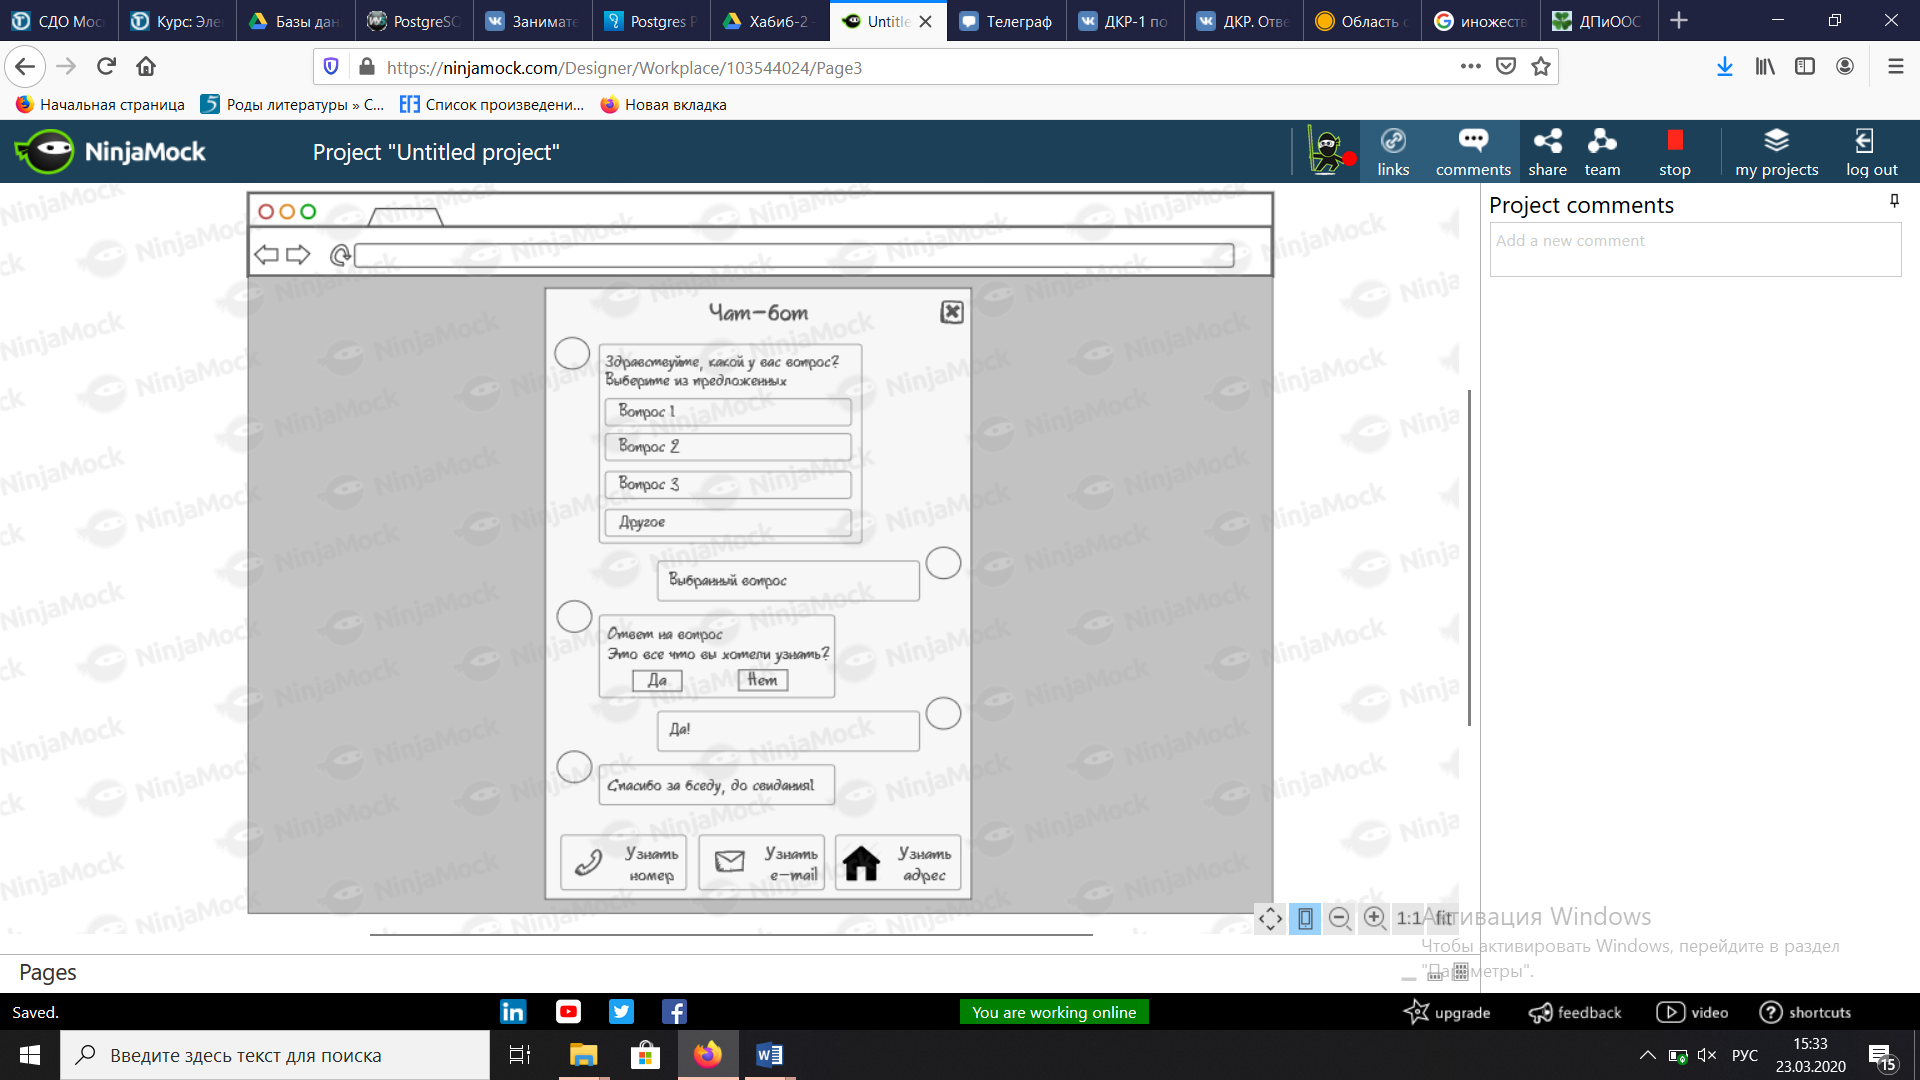 СДО Мос
Курс: Эле
Базы дан
PostgreSQ
Занимате
Postgres P
Хабиб-2 -
Untitle
Телеграф
ДКР-1 по
ДКР. Отве
Область о
иножеств
ДПиООС
https://ninjamock.com/Designer/Workplace/103544024/Page3
Начальная страница
Роды литературы » С...
Список произведени...
Новая вкладка
NinjaMock
Project "Untitled project"
links
comments
share
team
stop
my projects
log out
Project comments
Add a new comment
Чат-бот
Здравствуйте, какой у вас вопрос?
Выберите из предложенных
Вопрос 1
Вопрос 2
Вопрос 3
Другое
Выбранный вопрос
Ответ на вопрос
Это все что вы хотели узнать?
Да
Нет
Да!
Спасибо за бседу, до свидания!
Узнать
номер
Узнать
e-mail
Узнать
адрес
1:1
fit
Активация Windows
Чтобы активировать Windows, перейдите в раздел
"Параметры".
Pages
Saved.
You are working online
upgrade
feedback
video
shortcuts
Введите здесь текст для поиска
РУС
15:33
23.03.2020
15